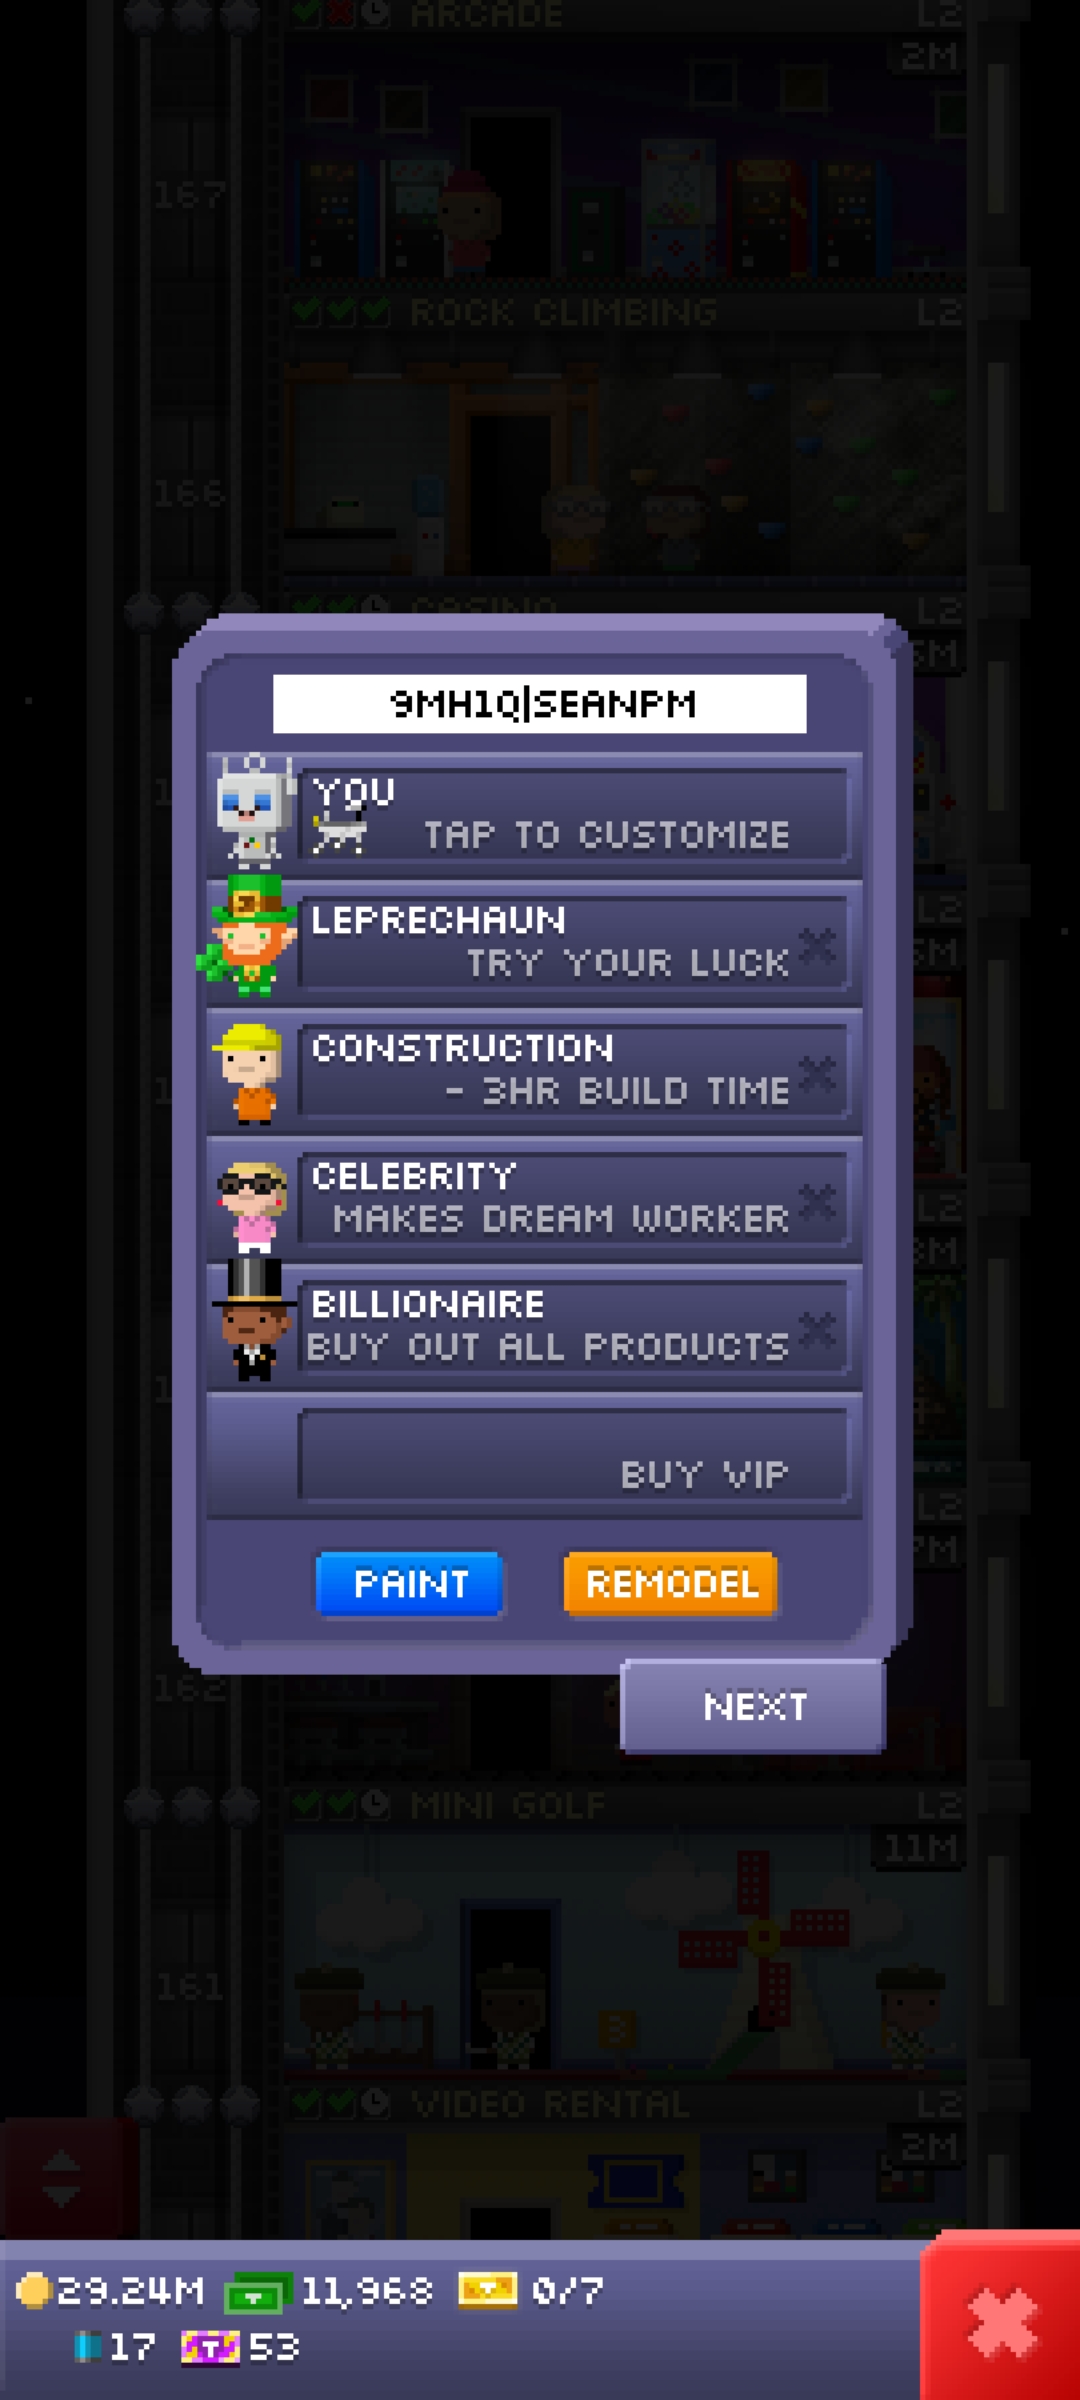 ARCADE L2
2M
167
ROCK CLIMBING L2
166
CASINO L2
9MH1Q|SEANPM
YOU
TAP TO CUSTOMIZE
LEPRECHAUN
TRY YOUR LUCK
CONSTRUCTION
- 3HR BUILD TIME
CELEBRITY
MAKES DREAM WORKER
BILLIONAIRE
BUY OUT ALL PRODUCTS
BUY VIP
PAINT REMODEL
162
NEXT
MINI GOLF L2
11M
161
VIDEO RENTAL L2
2M
29.24M 11,968 0/7
17 53